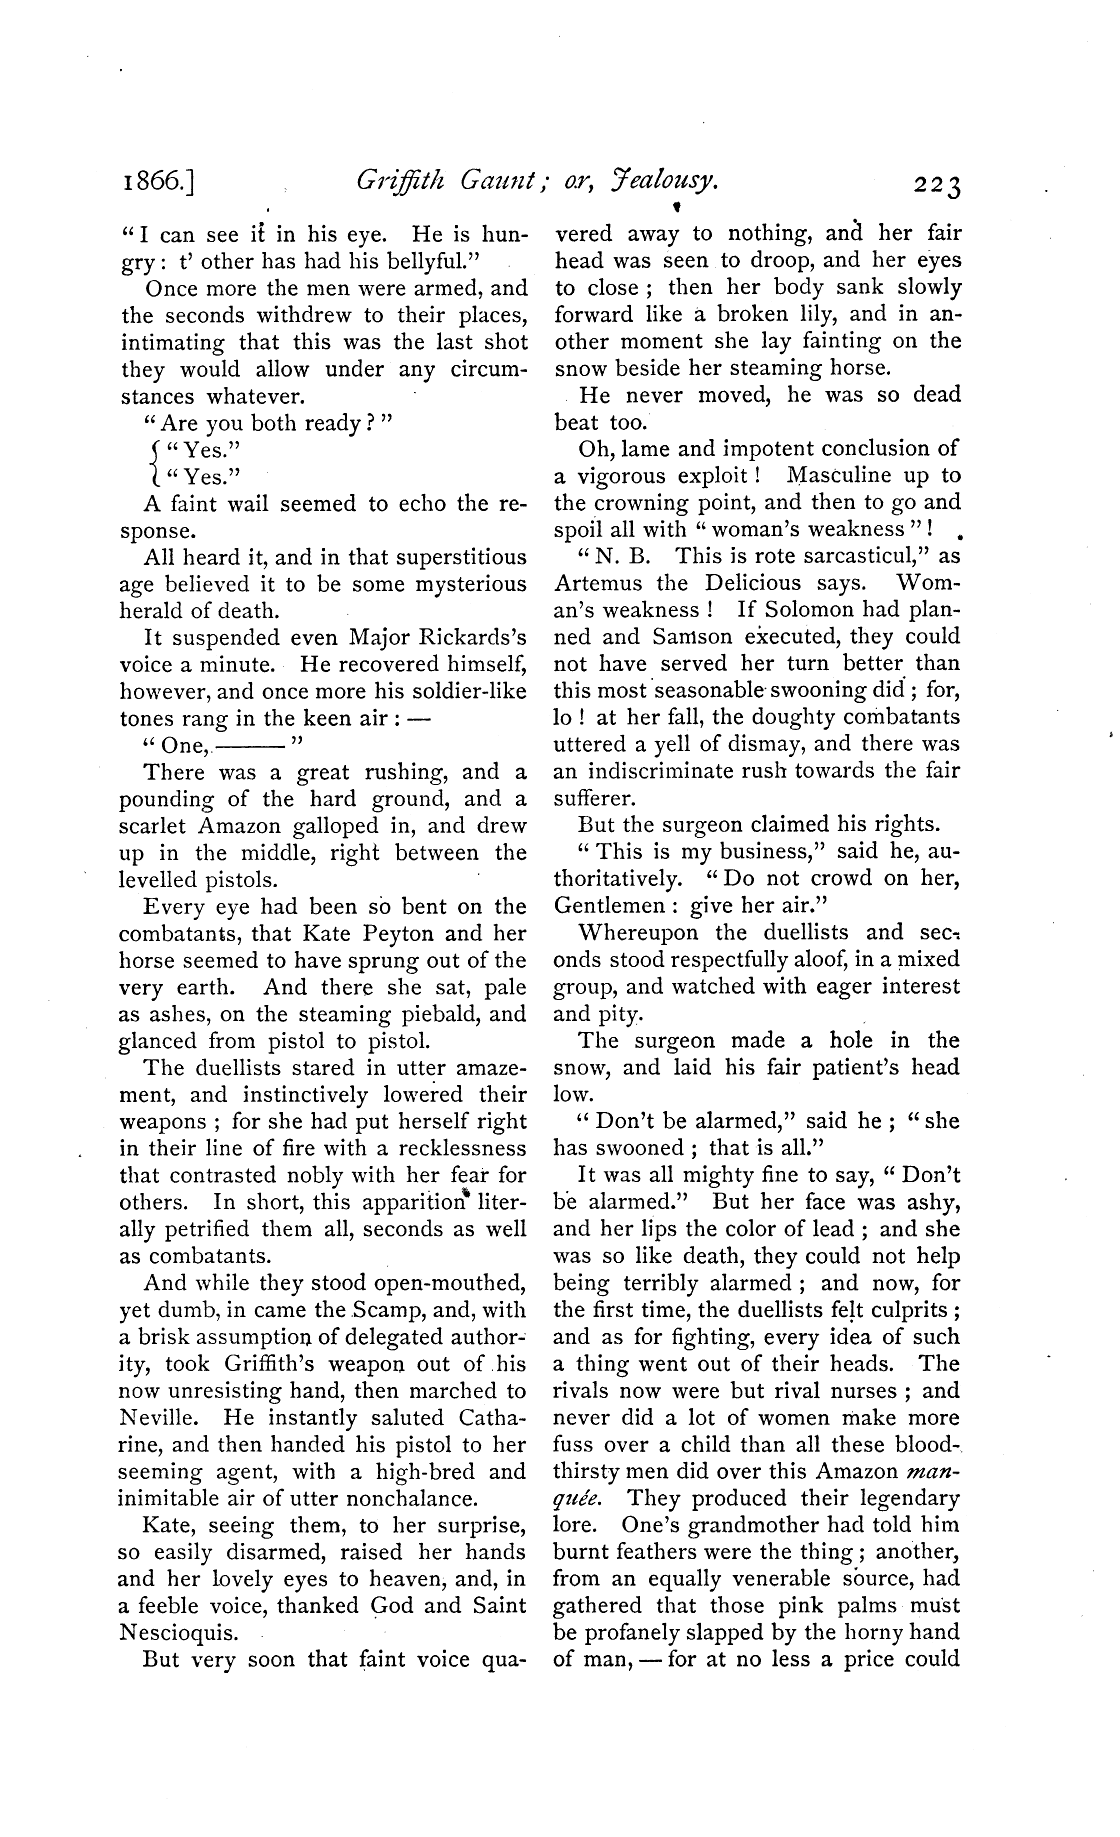 1866.] Griffith Gaunt; or, Jealousy. 223
"I can see it in his eye. He is hun-
gry: t' other has had his bellyful."
Once more the men were armed, and
the seconds withdrew to their places,
intimating that this was the last shot
they would allow under any circum-
stances whatever.
"Are you both ready?"
{"Yes."
{"Yes."
A faint wail seemed to echo the re-
sponse.
All heard it, and in that superstitious
age believed it to be some mysterious
herald of death.
It suspended even Major Rickards's
voice a minute. He recovered himself,
however, and once more his soldier-like
tones rang in the keen air:—
"One,——"
There was a great rushing, and a
pounding of the hard ground, and a
scarlet Amazon galloped in, and drew
up in the middle, right between the
levelled pistols.
Every eye had been so bent on the
combatants, that Kate Peyton and her
horse seemed to have sprung out of the
very earth. And there she sat, pale
as ashes, on the steaming piebald, and
glanced from pistol to pistol.
The duellists stared in utter amaze-
ment, and instinctively lowered their
weapons; for she had put herself right
in their line of fire with a recklessness
that contrasted nobly with her fear for
others. In short, this apparition liter-
ally petrified them all, seconds as well
as combatants.
And while they stood open-mouthed,
yet dumb, in came the Scamp, and, with
a brisk assumption of delegated author-
ity, took Griffith's weapon out of his
now unresisting hand, then marched to
Neville. He instantly saluted Catha-
rine, and then handed his pistol to her
seeming agent, with a high-bred and
inimitable air of utter nonchalance.
Kate, seeing them, to her surprise,
so easily disarmed, raised her hands
and her lovely eyes to heaven, and, in
a feeble voice, thanked God and Saint
Nescioquis.
But very soon that faint voice qua-
vered away to nothing, and her fair
head was seen to droop, and her eyes
to close; then her body sank slowly
forward like a broken lily, and in an-
other moment she lay fainting on the
snow beside her steaming horse.
He never moved, he was so dead
beat too.
Oh, lame and impotent conclusion of
a vigorous exploit! Masculine up to
the crowning point, and then to go and
spoil all with "woman's weakness"!
"N. B. This is rote sarcasticul," as
Artemus the Delicious says. Wom-
an's weakness! If Solomon had plan-
ned and Samson executed, they could
not have served her turn better than
this most seasonable swooning did; for,
lo! at her fall, the doughty combatants
uttered a yell of dismay, and there was
an indiscriminate rush towards the fair
sufferer.
But the surgeon claimed his rights.
"This is my business," said he, au-
thoritatively. "Do not crowd on her,
Gentlemen: give her air."
Whereupon the duellists and sec-
onds stood respectfully aloof, in a mixed
group, and watched with eager interest
and pity.
The surgeon made a hole in the
snow, and laid his fair patient's head
low.
"Don't be alarmed," said he; "she
has swooned; that is all."
It was all mighty fine to say, "Don't
be alarmed." But her face was ashy,
and her lips the color of lead; and she
was so like death, they could not help
being terribly alarmed; and now, for
the first time, the duellists felt culprits;
and as for fighting, every idea of such
a thing went out of their heads. The
rivals now were but rival nurses; and
never did a lot of women make more
fuss over a child than all these blood-
thirsty men did over this Amazon man-
quée. They produced their legendary
lore. One's grandmother had told him
burnt feathers were the thing; another,
from an equally venerable source, had
gathered that those pink palms must
be profanely slapped by the horny hand
of man,—for at no less a price could